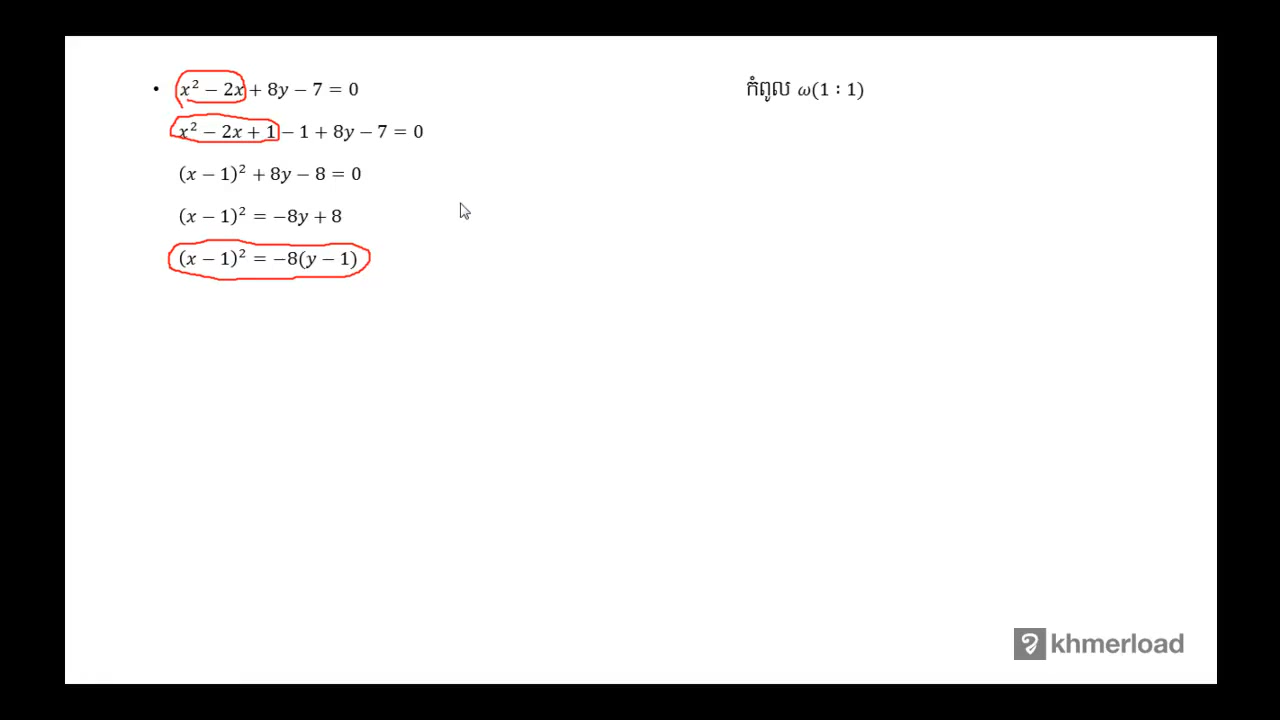 • x² − 2x + 8y − 7 = 0
x² − 2x + 1 − 1 + 8y − 7 = 0
(x − 1)² + 8y − 8 = 0
(x − 1)² = −8y + 8
(x − 1)² = −8(y − 1)
កំពូល ω(1 : 1)
khmerload